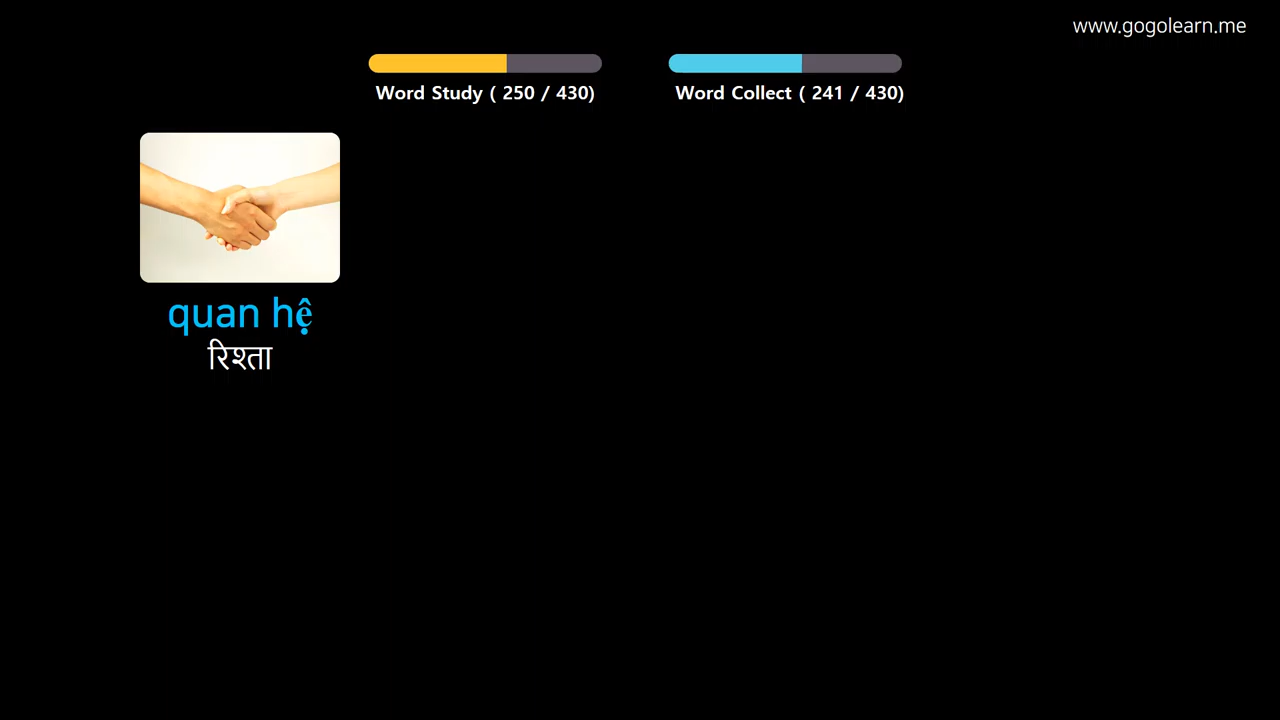 www.gogolearn.me
Word Study ( 250 / 430)
Word Collect ( 241 / 430)
quan hệ
रिश्ता